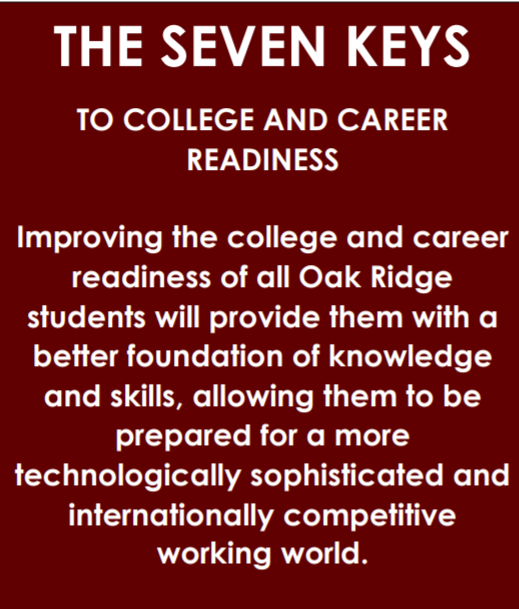 THE SEVEN KEYS
TO COLLEGE AND CAREER
READINESS
Improving the college and career
readiness of all Oak Ridge
students will provide them with a
better foundation of knowledge
and skills, allowing them to be
prepared for a more
technologically sophisticated and
internationally competitive
working world.